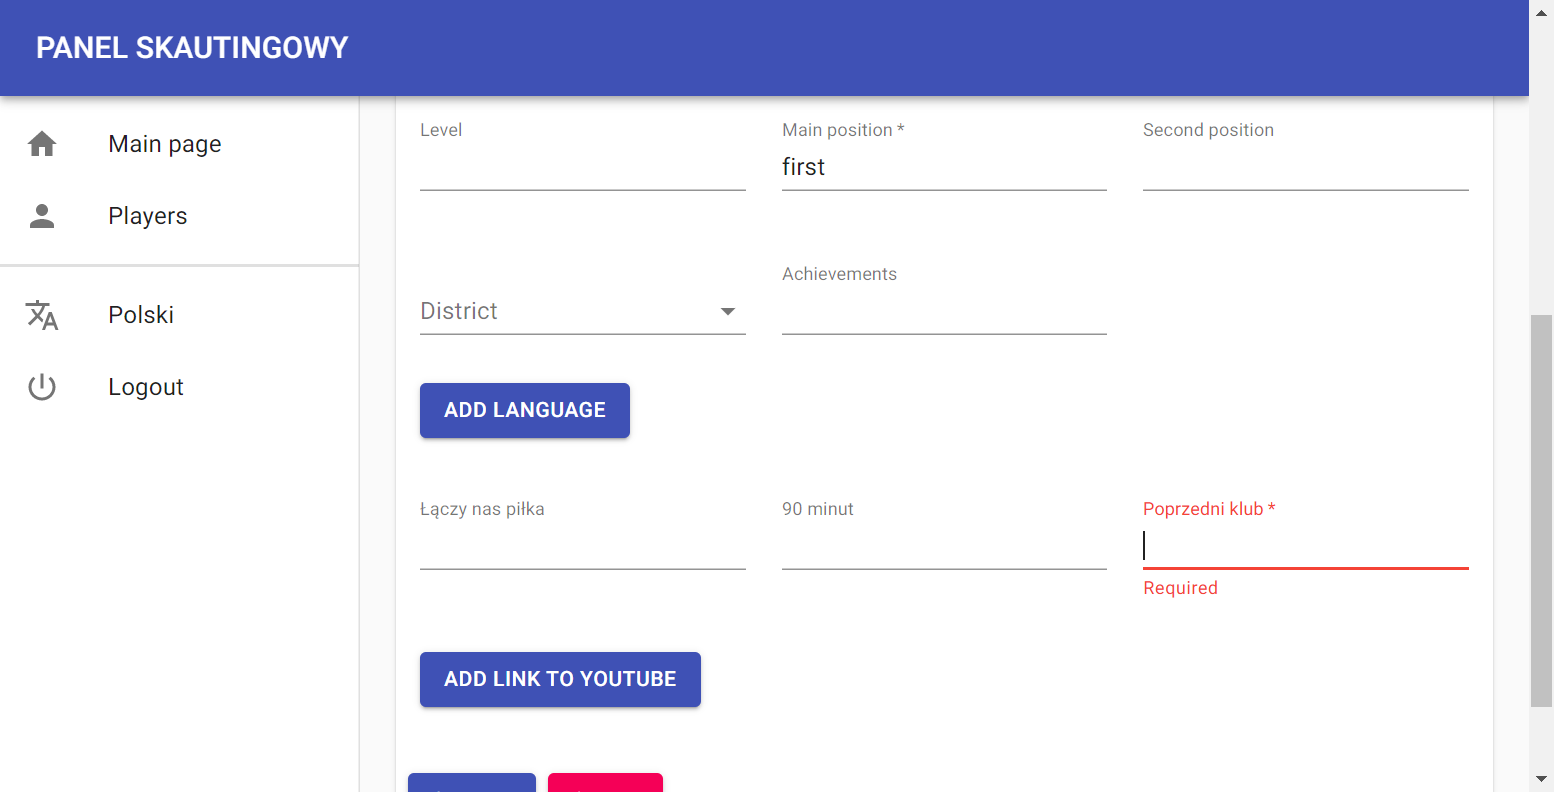 PANEL SKAUTINGOWY
Main page
Players
Polski
Logout
Level
Main position *
Second position
first
District
Achievements
ADD LANGUAGE
Łączy nas piłka
90 minut
Poprzedni klub *
Required
ADD LINK TO YOUTUBE